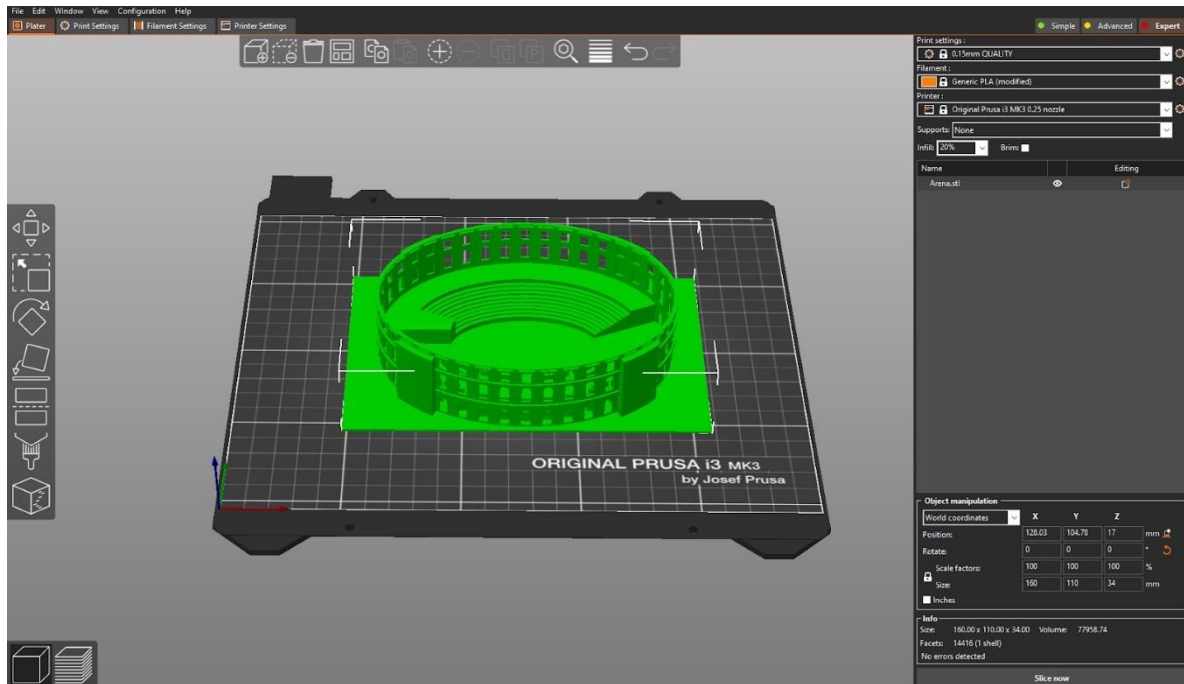 File Edit Window View Configuration Help
Plater Print Settings Filament Settings Printer Settings Simple Advanced Expert
Print settings :
0.15mm QUALITY
Filament :
Generic PLA (modified)
Printer :
Original Prusa i3 MK3 0.25 nozzle
Supports: None
Infill: 20% Brim:
Name Editing
Arena.stl
ORIGINAL PRUSA i3 MK3
by Josef Prusa
Object manipulation
World coordinates X Y Z
Position: 128.03 104.78 17 mm
Rotate: 0 0 0 °
Scale factors: 100 100 100 %
Size: 160 110 34 mm
Inches
Info
Size: 160.00 x 110.00 x 34.00 Volume: 77958.74
Facets: 14416 (1 shell)
No errors detected
Slice now